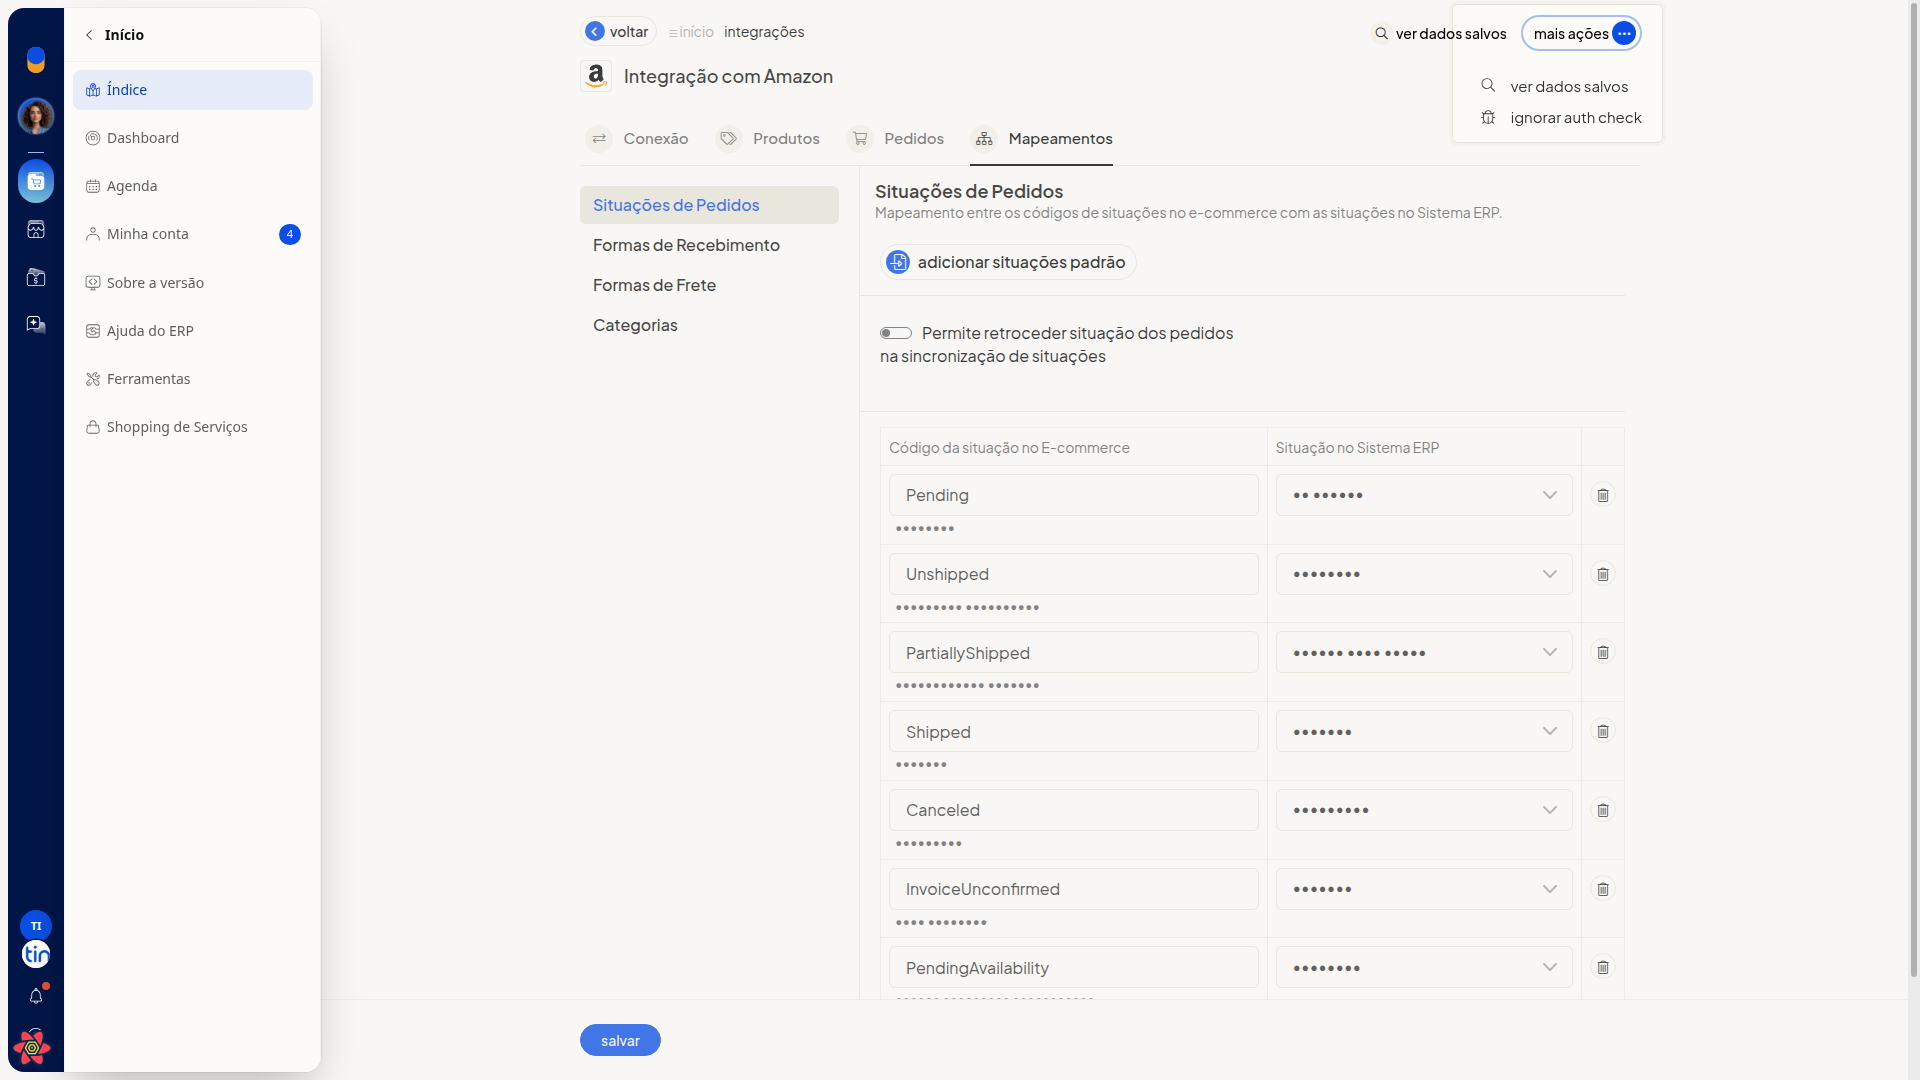 Início
Índice
Dashboard
Agenda
Minha conta
4
Sobre a versão
Ajuda do ERP
Ferramentas
Shopping de Serviços
TI
tin
voltar
início
integrações
ver dados salvos
mais ações
ver dados salvos
ignorar auth check
Integração com Amazon
Conexão
Produtos
Pedidos
Mapeamentos
Situações de Pedidos
Formas de Recebimento
Formas de Frete
Categorias
Situações de Pedidos
Mapeamento entre os códigos de situações no e-commerce com as situações no Sistema ERP.
adicionar situações padrão
Permite retroceder situação dos pedidos
na sincronização de situações
Código da situação no E-commerce
Situação no Sistema ERP
Pending
•• ••••••
••••••••
Unshipped
••••••••
••••••••• ••••••••••
PartiallyShipped
•••••• •••• •••••
•••••••••••• •••••••
Shipped
•••••••
•••••••
Canceled
•••••••••
•••••••••
InvoiceUnconfirmed
•••••••
•••• ••••••••
PendingAvailability
••••••••
salvar